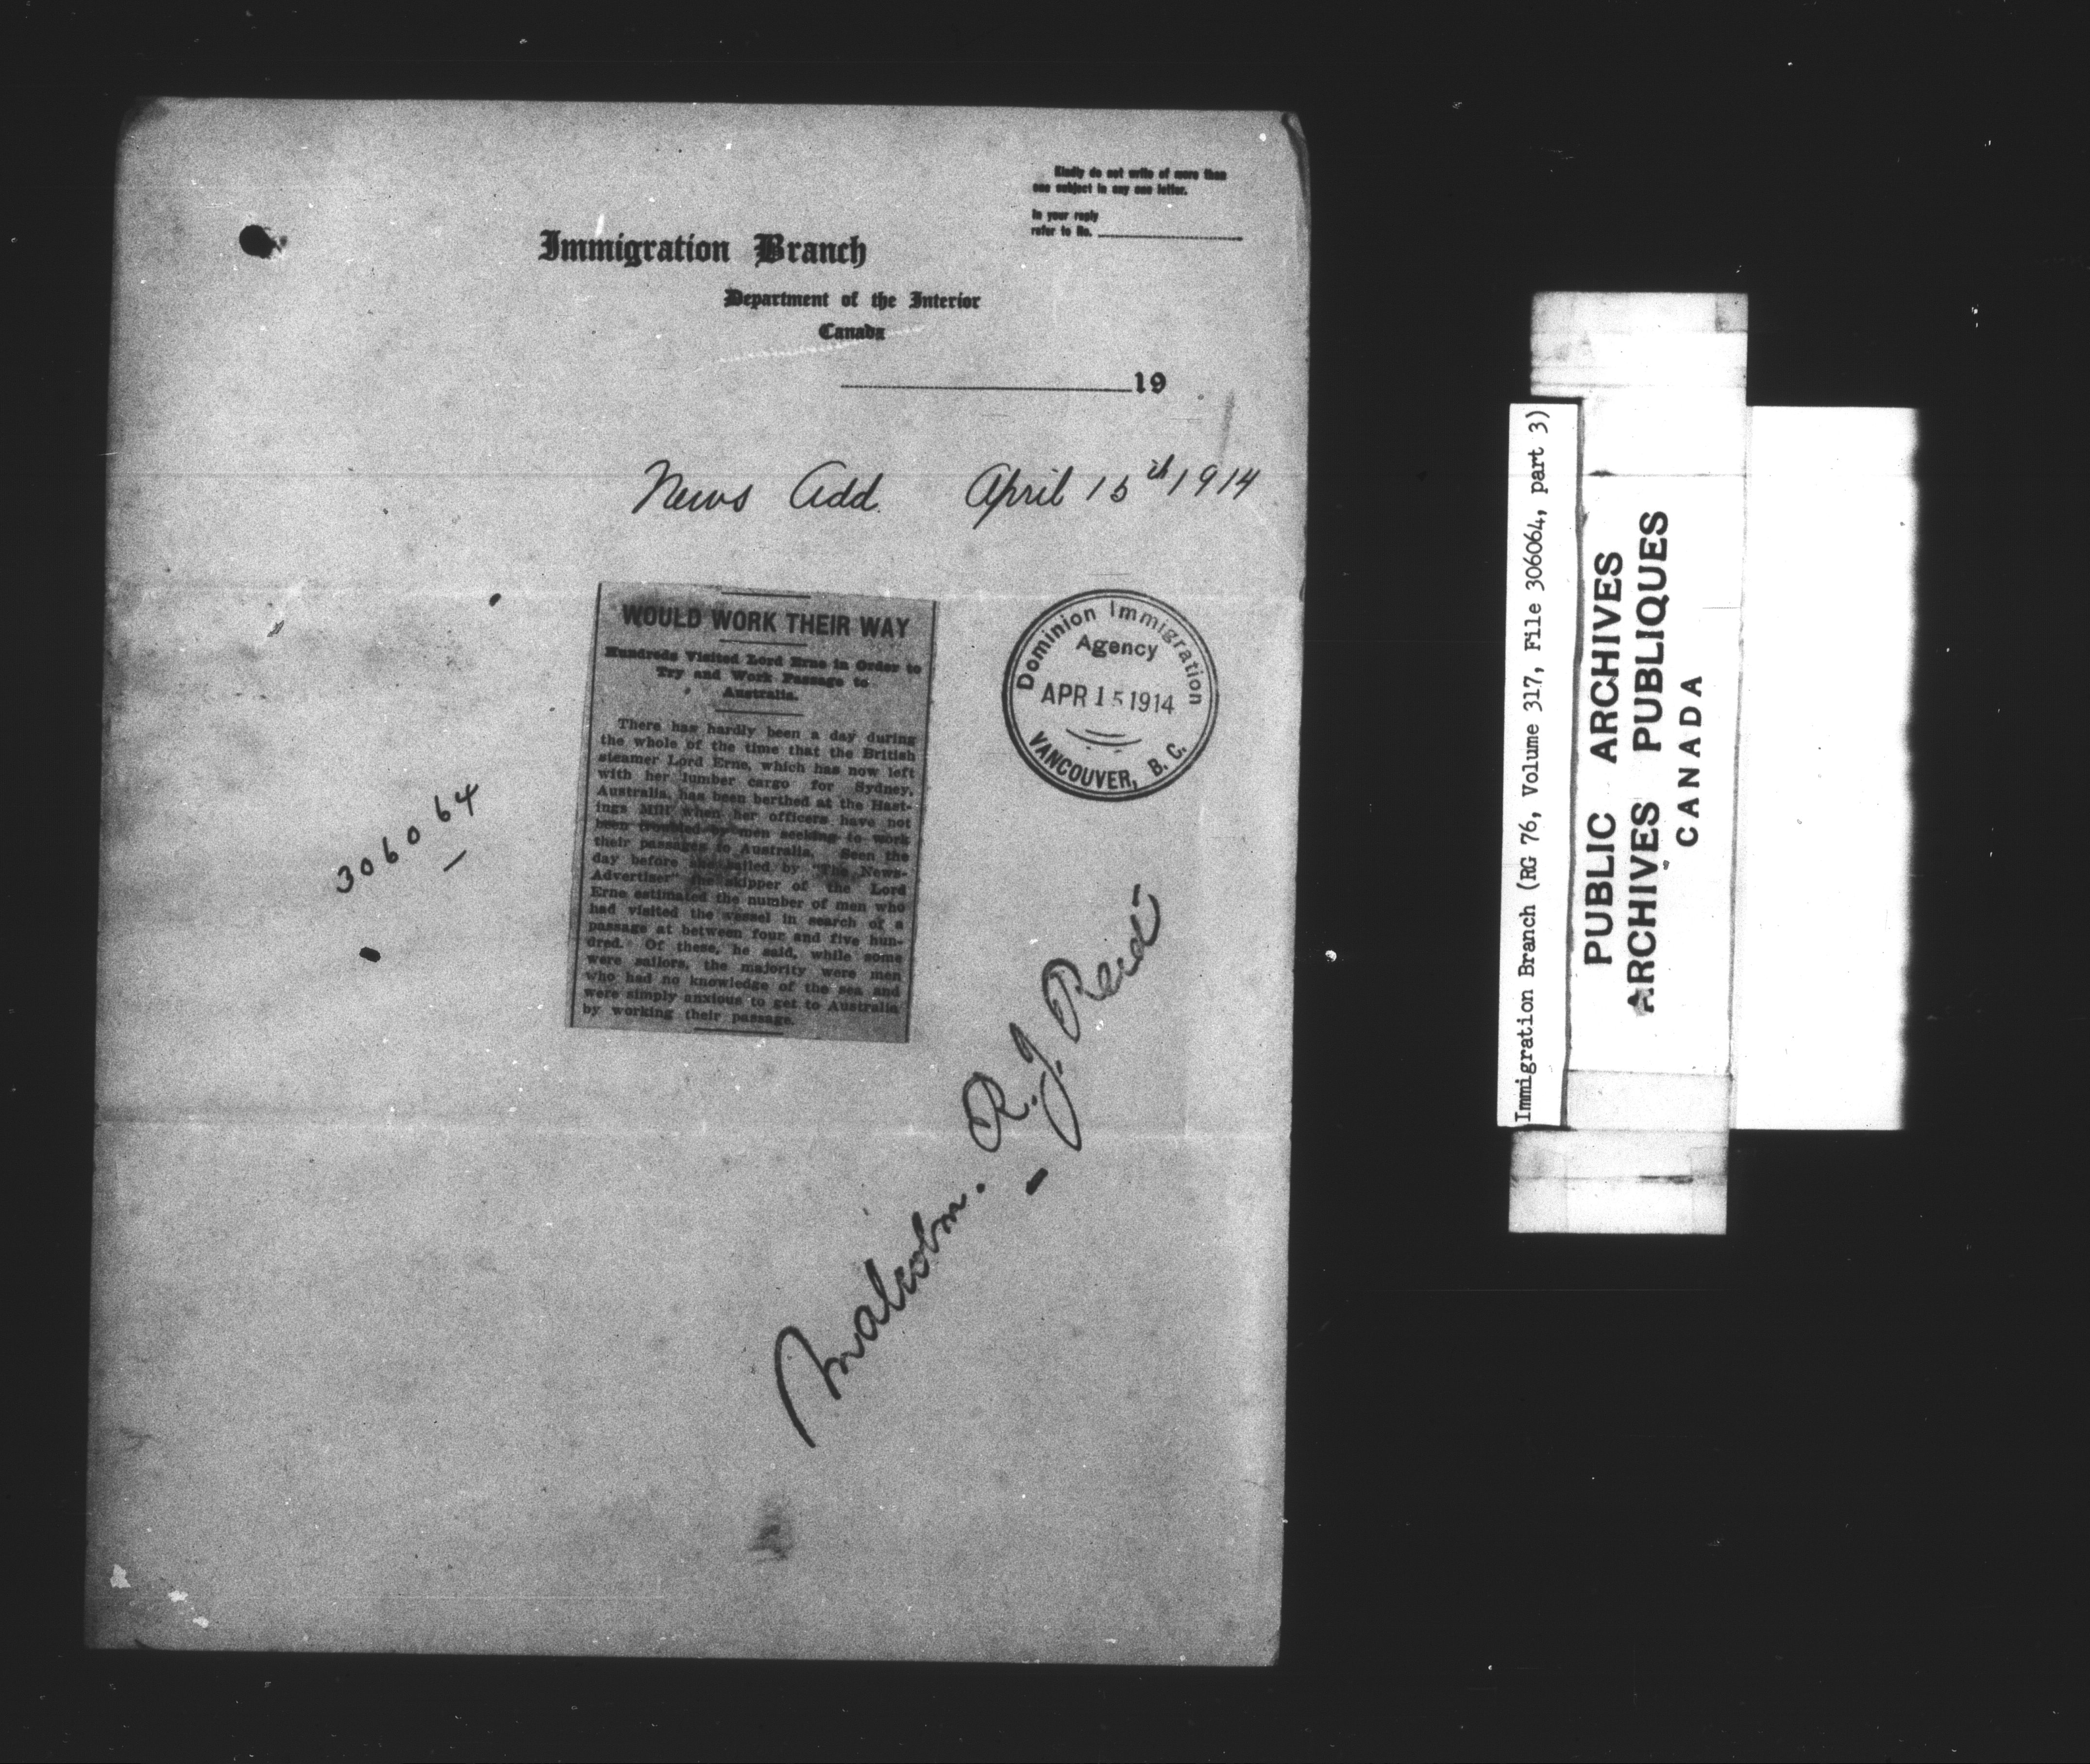 Kindly do not write of more than
one subject in any one letter.
In your reply
refer to No.
Immigration Branch
Department of the Interior
Canada
19
News Add. April 15th 1914
WOULD WORK THEIR WAY
Hundreds Visited Lord Erne in Order to
Try and Work Passage to
Australia.
There has hardly been a day during
the whole of the time that the British
steamer Lord Erne, which has now left
with her lumber cargo for Sydney,
Australia, has been berthed at the Hast-
ings Mill when her officers have not
been troubled by men seeking to work
their passages to Australia. Seen the
day before she sailed by "The News-
Advertiser" the skipper of the Lord
Erne estimated the number of men who
had visited the vessel in search of a
passage at between four and five hun-
dred. Of these, he said, while some
were sailors, the majority were men
who had no knowledge of the sea and
were simply anxious to get to Australia
by working their passage.
Dominion Immigration
Agency
APR 15 1914
VANCOUVER, B. C.
306064
Malcolm. R. J. Reid
Immigration Branch (RG 76, Volume 317, File 306064, part 3)
PUBLIC ARCHIVES
ARCHIVES PUBLIQUES
CANADA